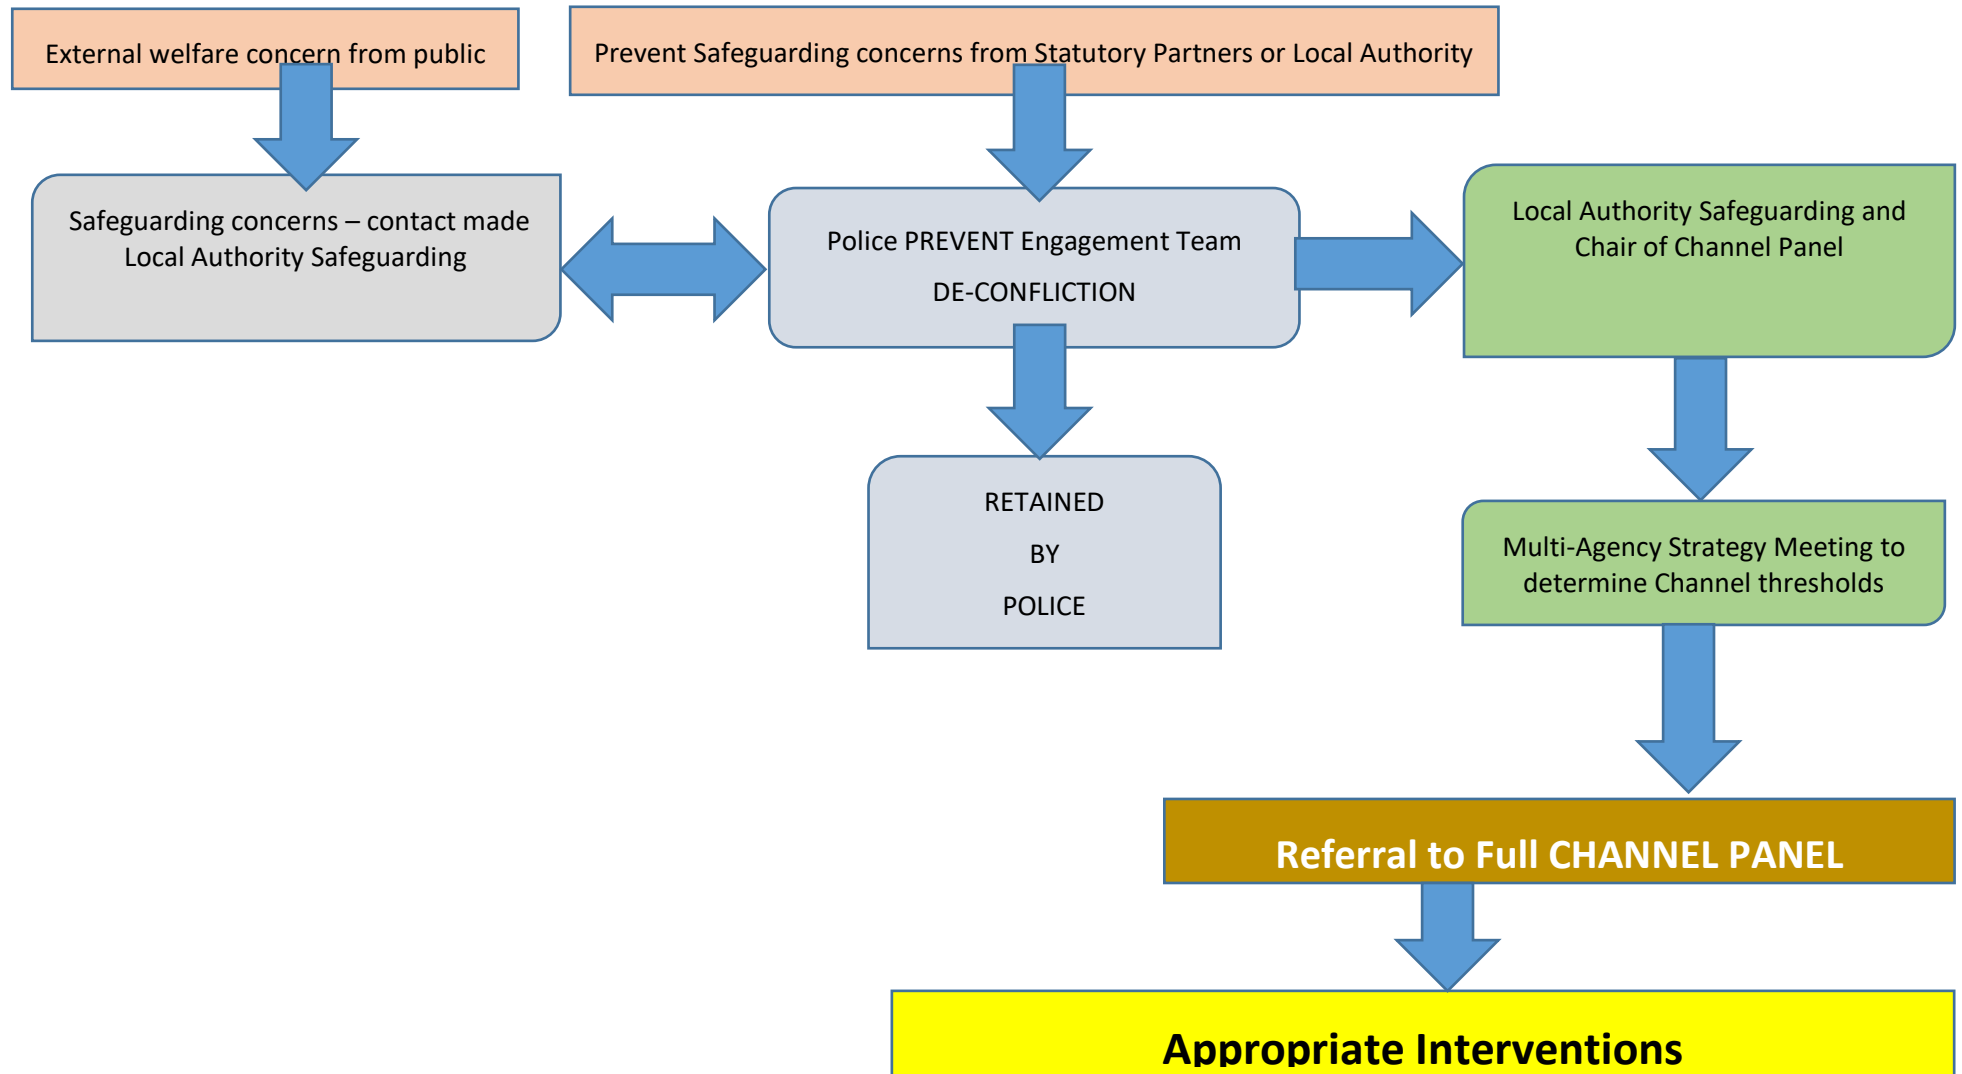 External welfare concern from public
Prevent Safeguarding concerns from Statutory Partners or Local Authority
Safeguarding concerns – contact made
Local Authority Safeguarding
Police PREVENT Engagement Team
DE-CONFLICTION
Local Authority Safeguarding and
Chair of Channel Panel
RETAINED
BY
POLICE
Multi-Agency Strategy Meeting to
determine Channel thresholds
Referral to Full CHANNEL PANEL
Appropriate Interventions